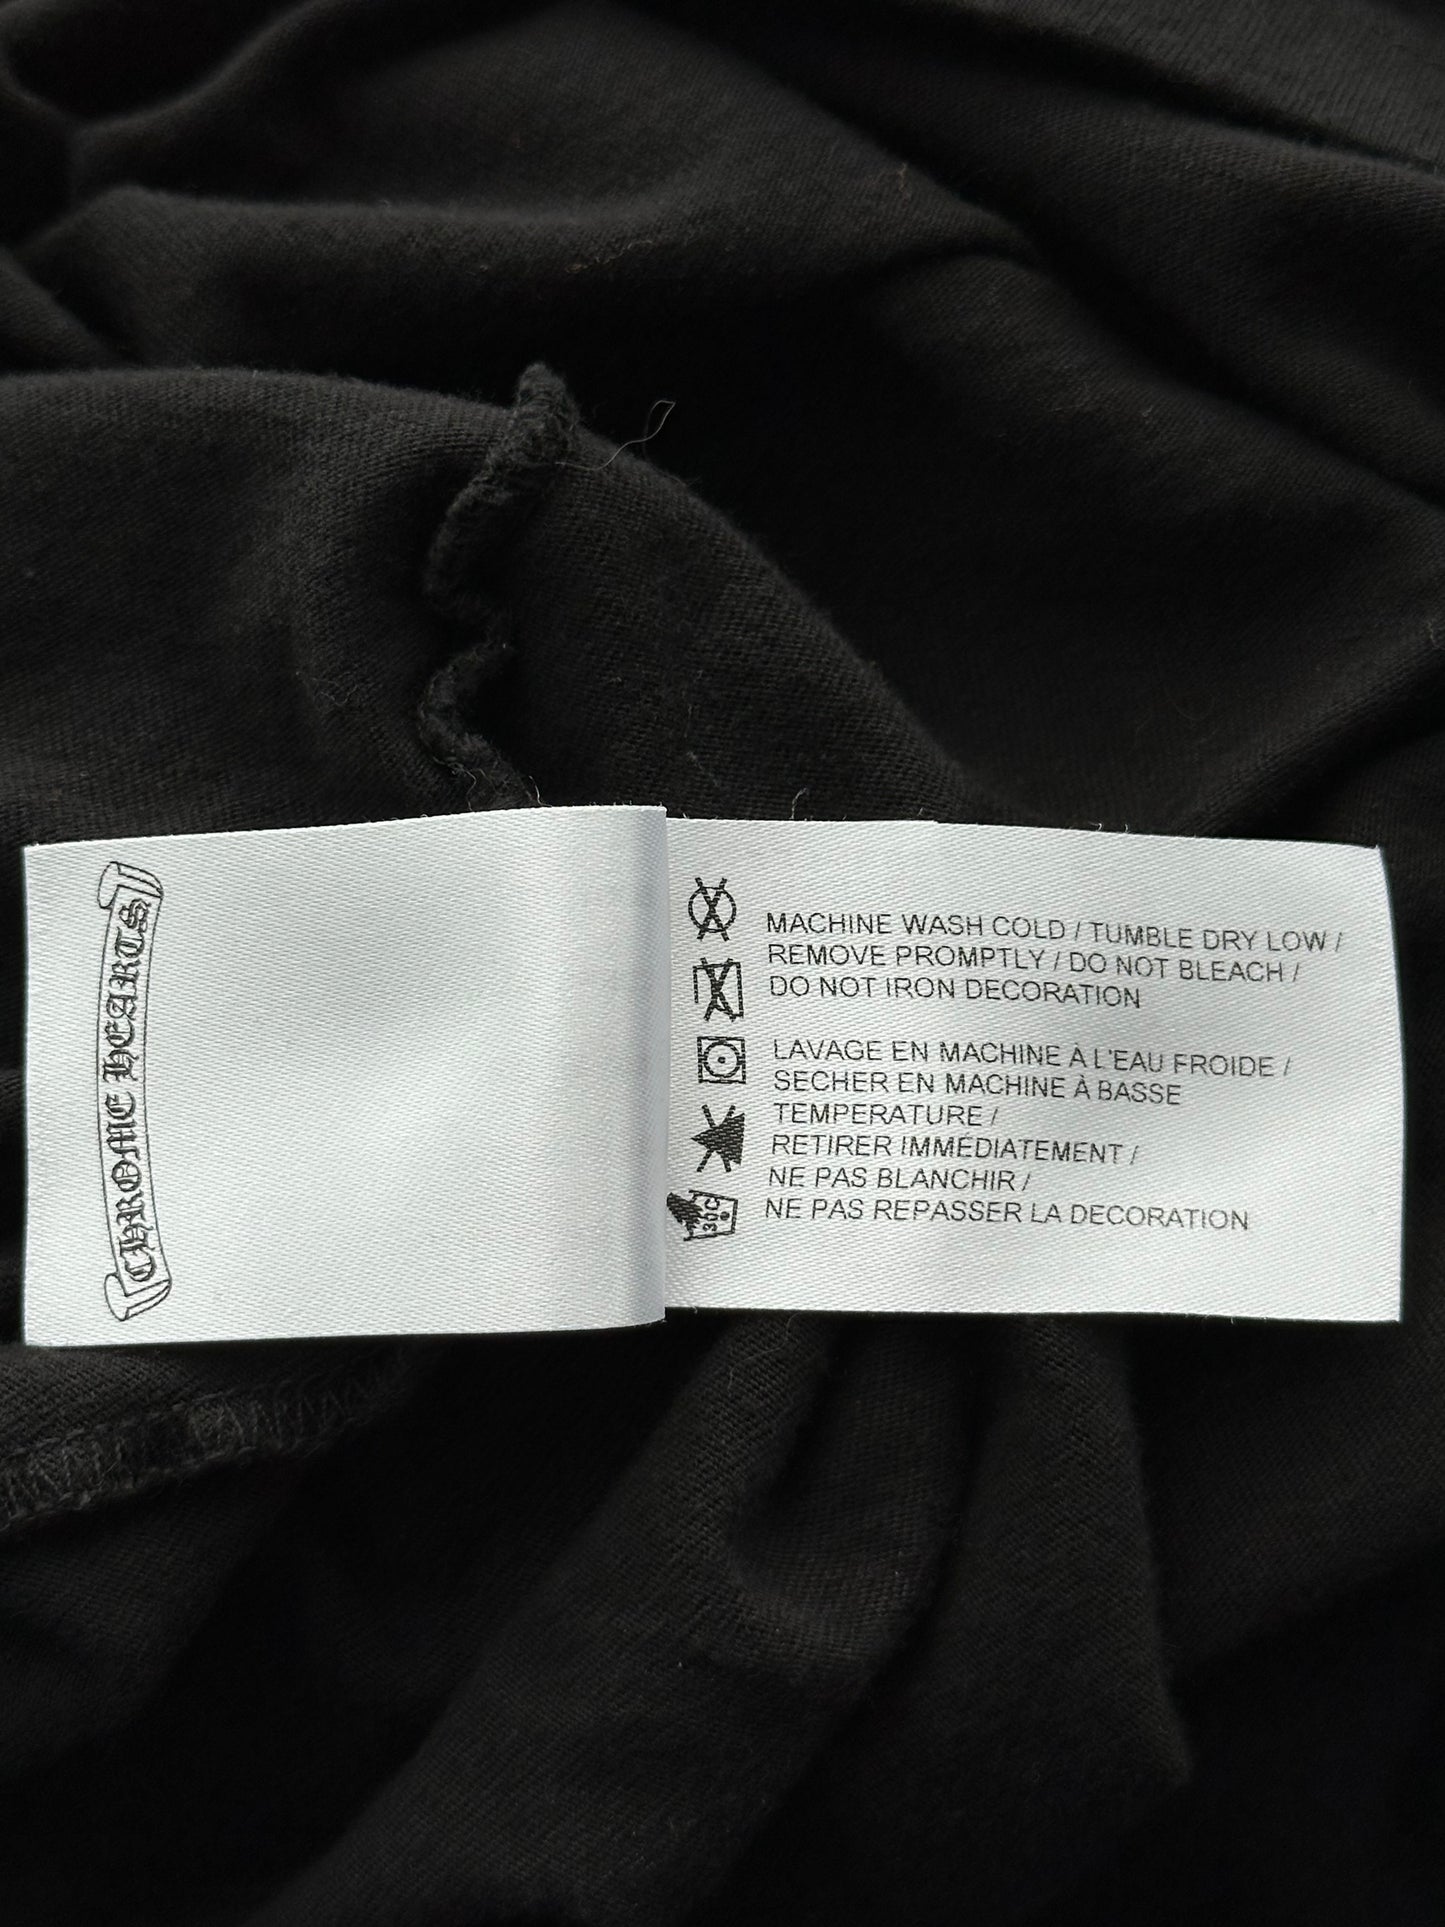 CHROME HEARTS
MACHINE WASH COLD / TUMBLE DRY LOW /
REMOVE PROMPTLY / DO NOT BLEACH /
DO NOT IRON DECORATION
LAVAGE EN MACHINE À L'EAU FROIDE /
SECHER EN MACHINE À BASSE
TEMPERATURE /
RETIRER IMMÉDIATEMENT /
NE PAS BLANCHIR /
NE PAS REPASSER LA DECORATION
30C